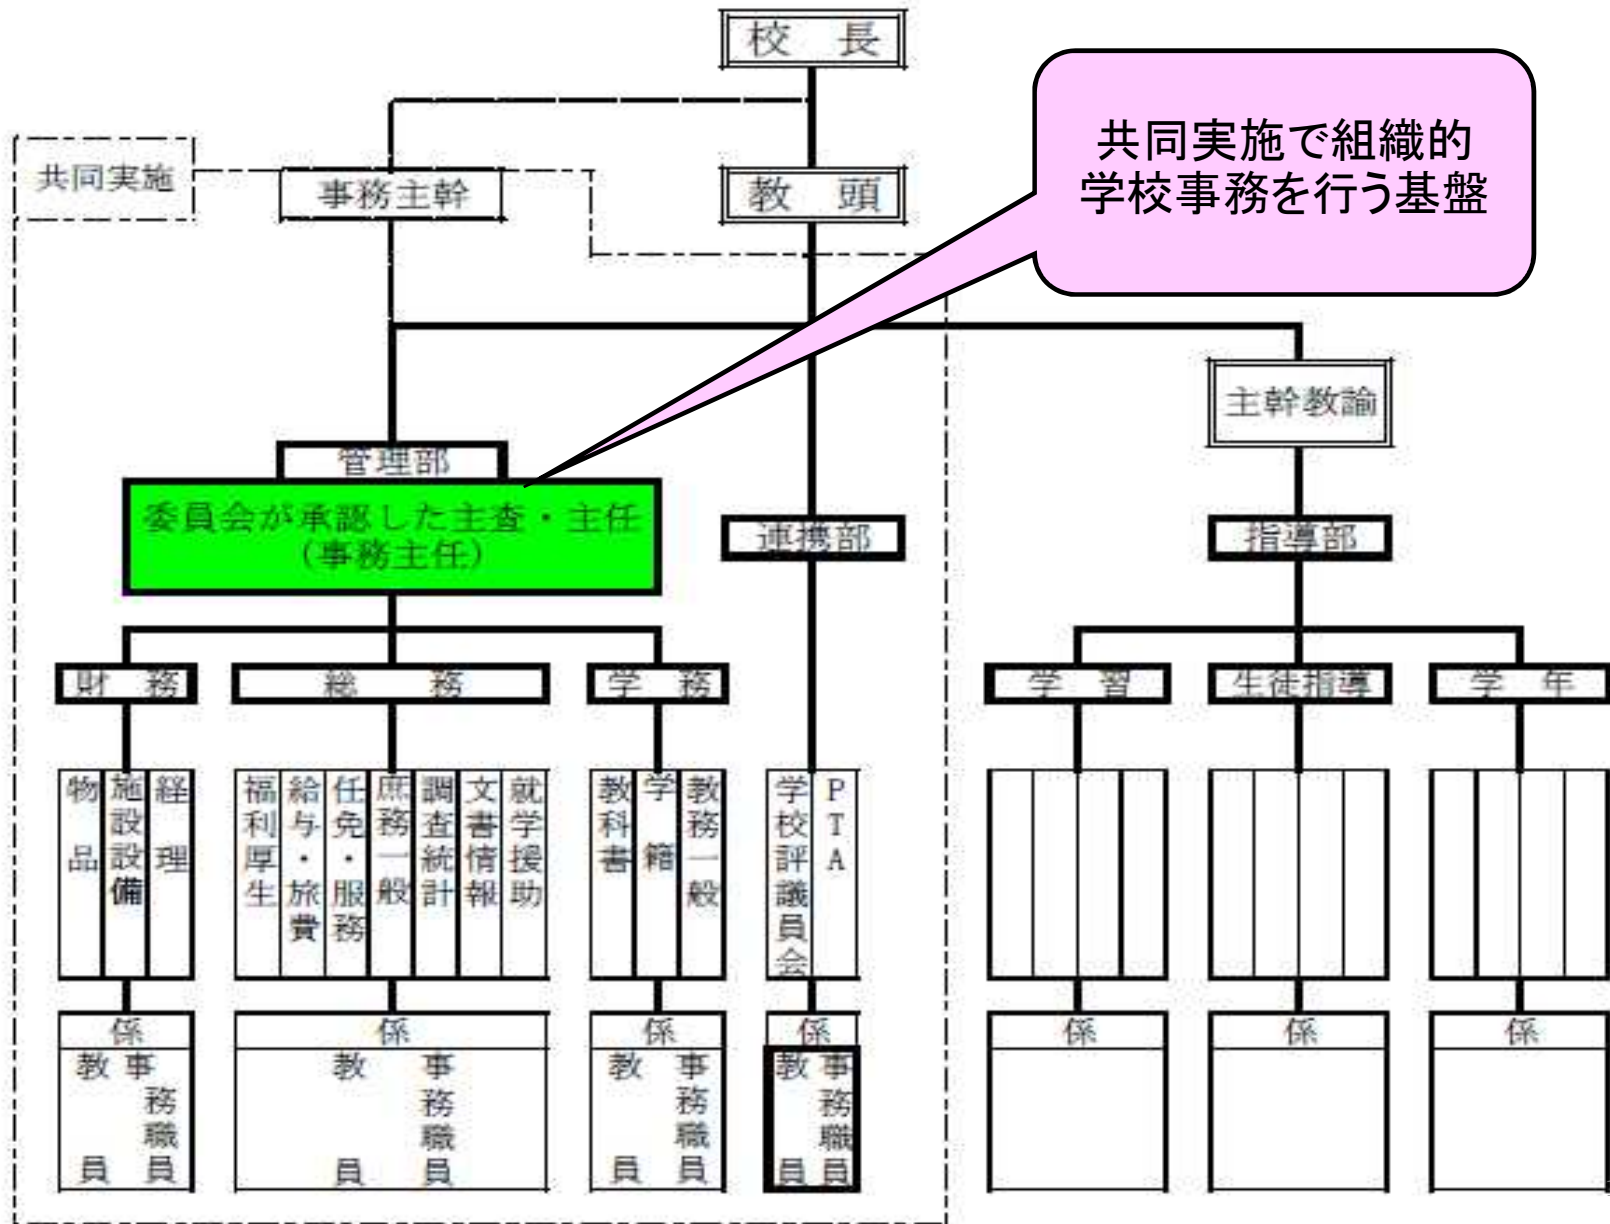 校　長
共同実施で組織的
学校事務を行う基盤
共同実施
事務主幹
教　頭
主幹教諭
管理部
委員会が承認した主査・主任
(事務主任)
連携部
指導部
財　務
総　　務
学　務
学　習
生徒指導
学　年
物　品
施設設備
経　理
福利厚生
給与・旅費
任免・服務
庶務一般
調査統計
文書情報
就学援助
教科書
学　籍
教務一般
学校評議員会
PTA
係
教　員
事務職員
係
教　員
事務職員
係
教　員
事務職員
係
教　員
事務職員
係
係
係